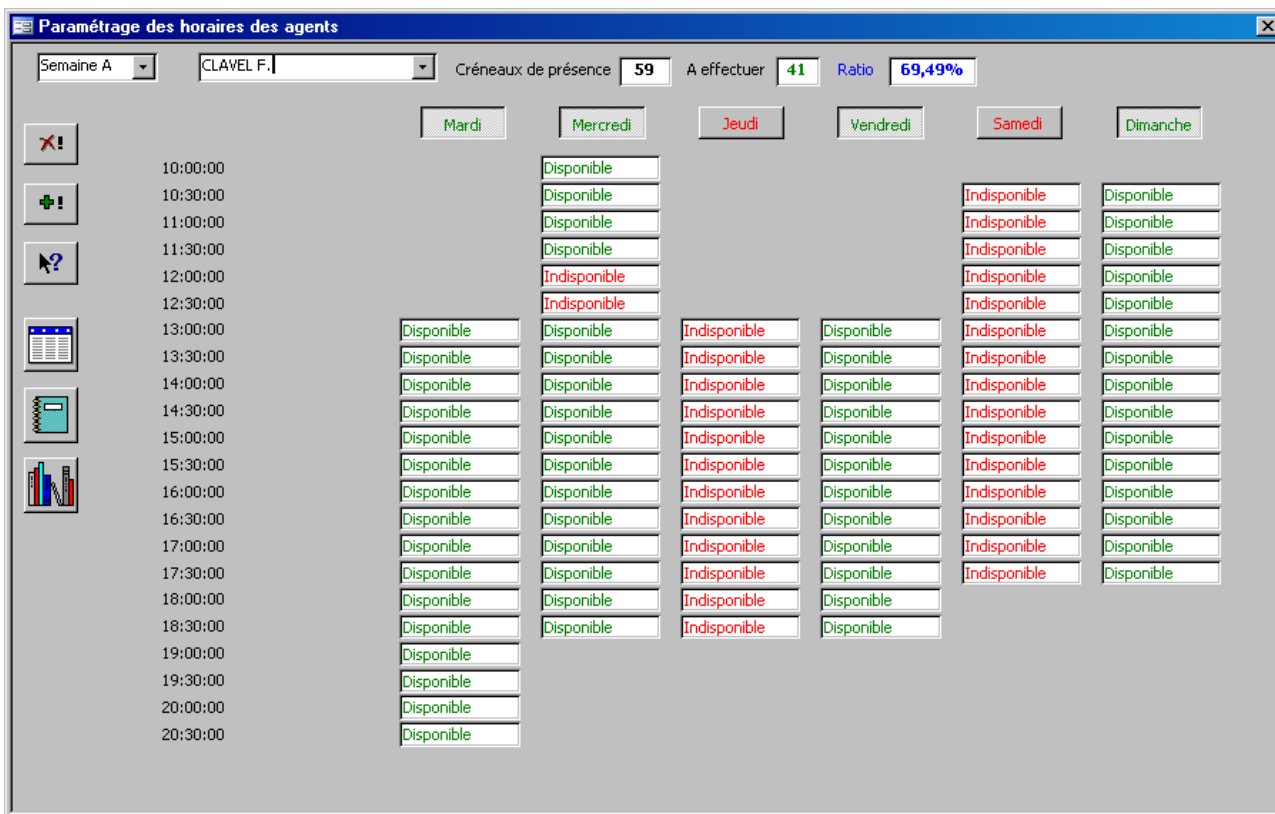 Paramétrage des horaires des agents
Semaine A CLAVEL F. Créneaux de présence 59 A effectuer 41 Ratio 69,49%
Mardi Mercredi Jeudi Vendredi Samedi Dimanche
10:00:00 Disponible
10:30:00 Disponible Indisponible Disponible
11:00:00 Disponible Indisponible Disponible
11:30:00 Disponible Indisponible Disponible
12:00:00 Indisponible Indisponible Disponible
12:30:00 Indisponible Indisponible Disponible
13:00:00 Disponible Disponible Indisponible Disponible Indisponible Disponible
13:30:00 Disponible Disponible Indisponible Disponible Indisponible Disponible
14:00:00 Disponible Disponible Indisponible Disponible Indisponible Disponible
14:30:00 Disponible Disponible Indisponible Disponible Indisponible Disponible
15:00:00 Disponible Disponible Indisponible Disponible Indisponible Disponible
15:30:00 Disponible Disponible Indisponible Disponible Indisponible Disponible
16:00:00 Disponible Disponible Indisponible Disponible Indisponible Disponible
16:30:00 Disponible Disponible Indisponible Disponible Indisponible Disponible
17:00:00 Disponible Disponible Indisponible Disponible Indisponible Disponible
17:30:00 Disponible Disponible Indisponible Disponible Indisponible Disponible
18:00:00 Disponible Disponible Indisponible Disponible
18:30:00 Disponible Disponible Indisponible Disponible
19:00:00 Disponible
19:30:00 Disponible
20:00:00 Disponible
20:30:00 Disponible